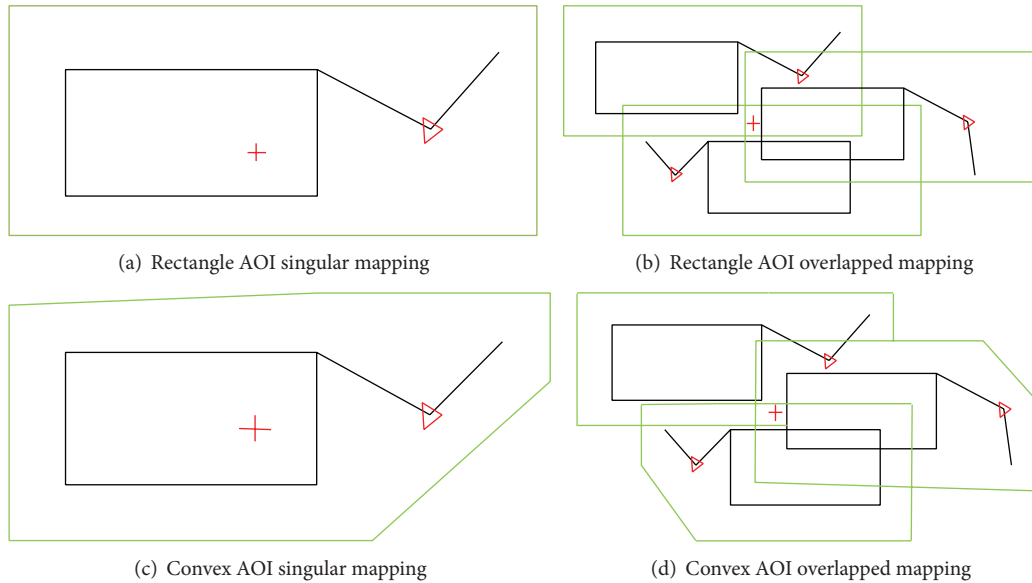 (a) Rectangle AOI singular mapping
(b) Rectangle AOI overlapped mapping
(c) Convex AOI singular mapping
(d) Convex AOI overlapped mapping